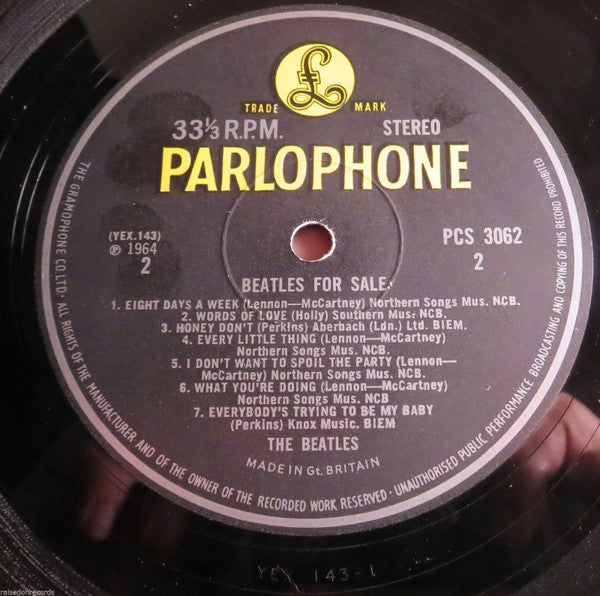 £
TRADE MARK
33⅓ R.P.M. STEREO
PARLOPHONE
(YEX.143)
℗ 1964
2
PCS 3062
2
BEATLES FOR SALE
1. EIGHT DAYS A WEEK (Lennon—McCartney) Northern Songs Mus. NCB.
2. WORDS OF LOVE (Holly) Southern Mus. NCB.
3. HONEY DON'T (Perkins) Aberbach (Ldn.) Ltd. BIEM.
4. EVERY LITTLE THING (Lennon—McCartney)
Northern Songs Mus. NCB.
5. I DON'T WANT TO SPOIL THE PARTY (Lennon—
McCartney) Northern Songs Mus. NCB.
6. WHAT YOU'RE DOING (Lennon—McCartney)
Northern Songs Mus. NCB
7. EVERYBODY'S TRYING TO BE MY BABY
(Perkins) Knox Music. BIEM
THE BEATLES
MADE IN Gt. BRITAIN
THE GRAMOPHONE CO. LTD. · ALL RIGHTS OF THE MANUFACTURER AND OF THE OWNER OF THE RECORDED WORK RESERVED · UNAUTHORISED PUBLIC PERFORMANCE BROADCASTING AND COPYING OF THIS RECORD PROHIBITED
YEX 143-1
raisedonrecords